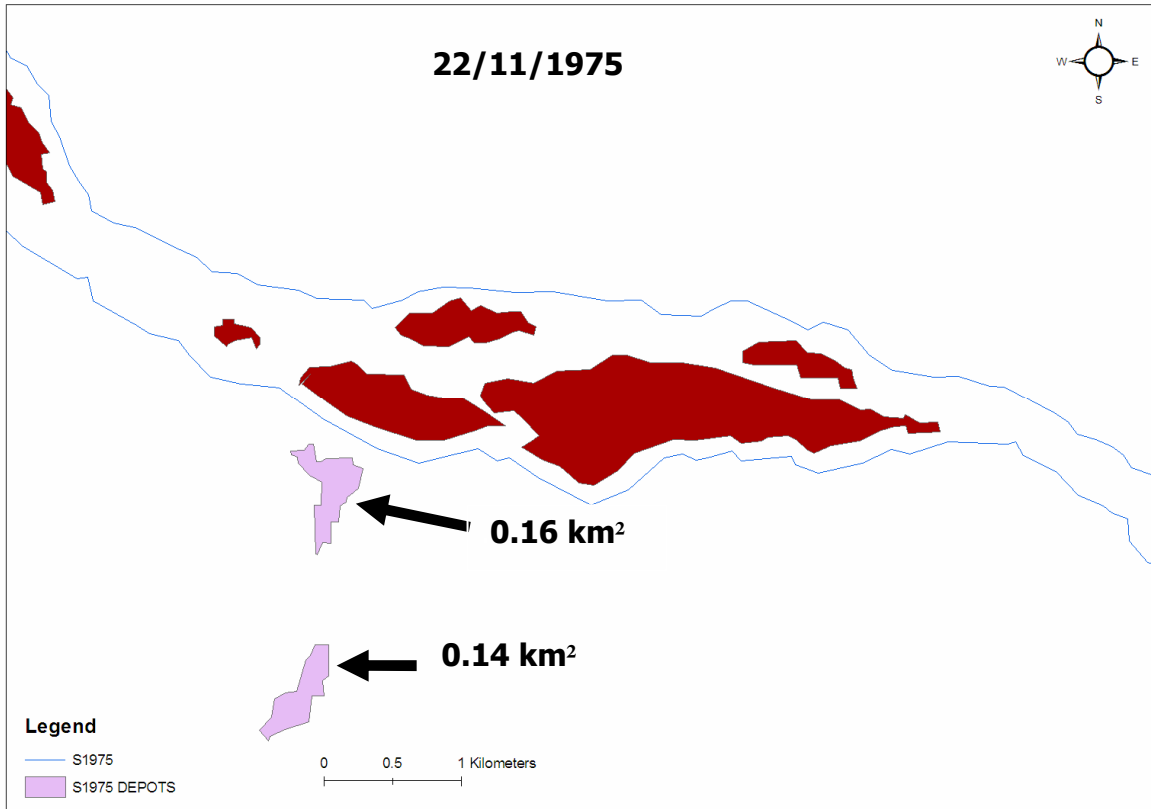 22/11/1975
N
W E
S
0.16 km²
0.14 km²
Legend
S1975
S1975 DEPOTS
0 0.5 1 Kilometers